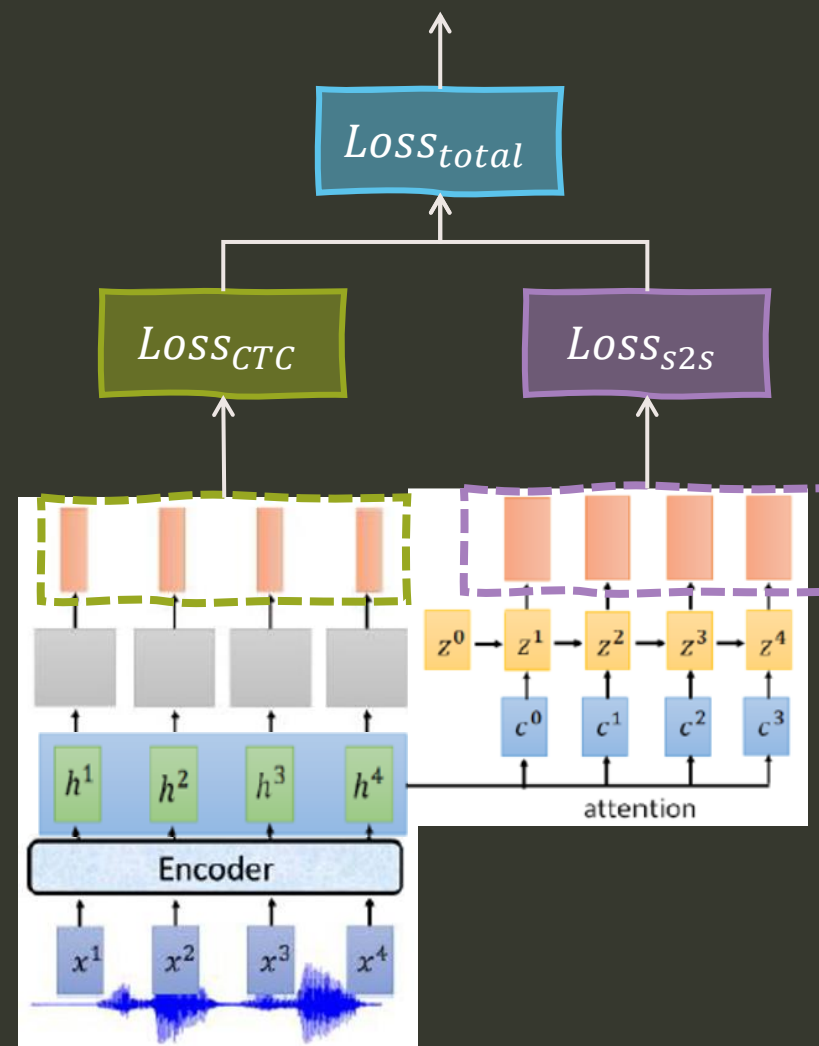 Loss_total
Loss_CTC
Loss_s2s
z^0 z^1 z^2 z^3 z^4
c^0 c^1 c^2 c^3
h^1 h^2 h^3 h^4
attention
Encoder
x^1 x^2 x^3 x^4